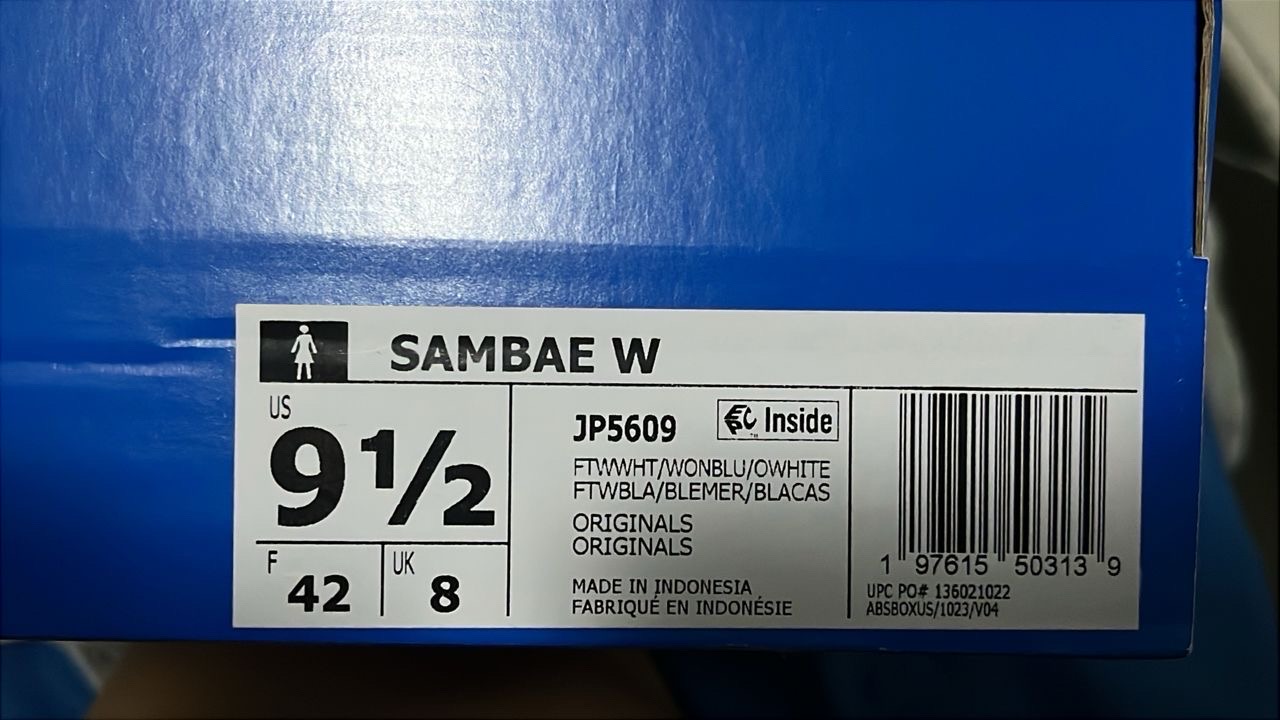 SAMBAE W
US
9½
F
42
UK
8
JP5609
EC Inside
FTWWHT/WONBLU/OWHITE
FTWBLA/BLEMER/BLACAS
ORIGINALS
ORIGINALS
MADE IN INDONESIA
FABRIQUÉ EN INDONÉSIE
1 97615 50313 9
UPC PO# 136021022
ABSBOXUS/1023/V04